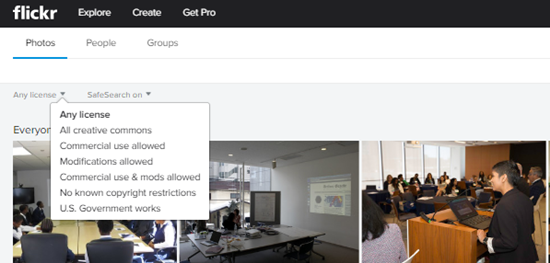 flickr Explore Create Get Pro
Photos People Groups
Any license SafeSearch on
Any license
All creative commons
Commercial use allowed
Modifications allowed
Commercial use & mods allowed
No known copyright restrictions
U.S. Government works
Everyon